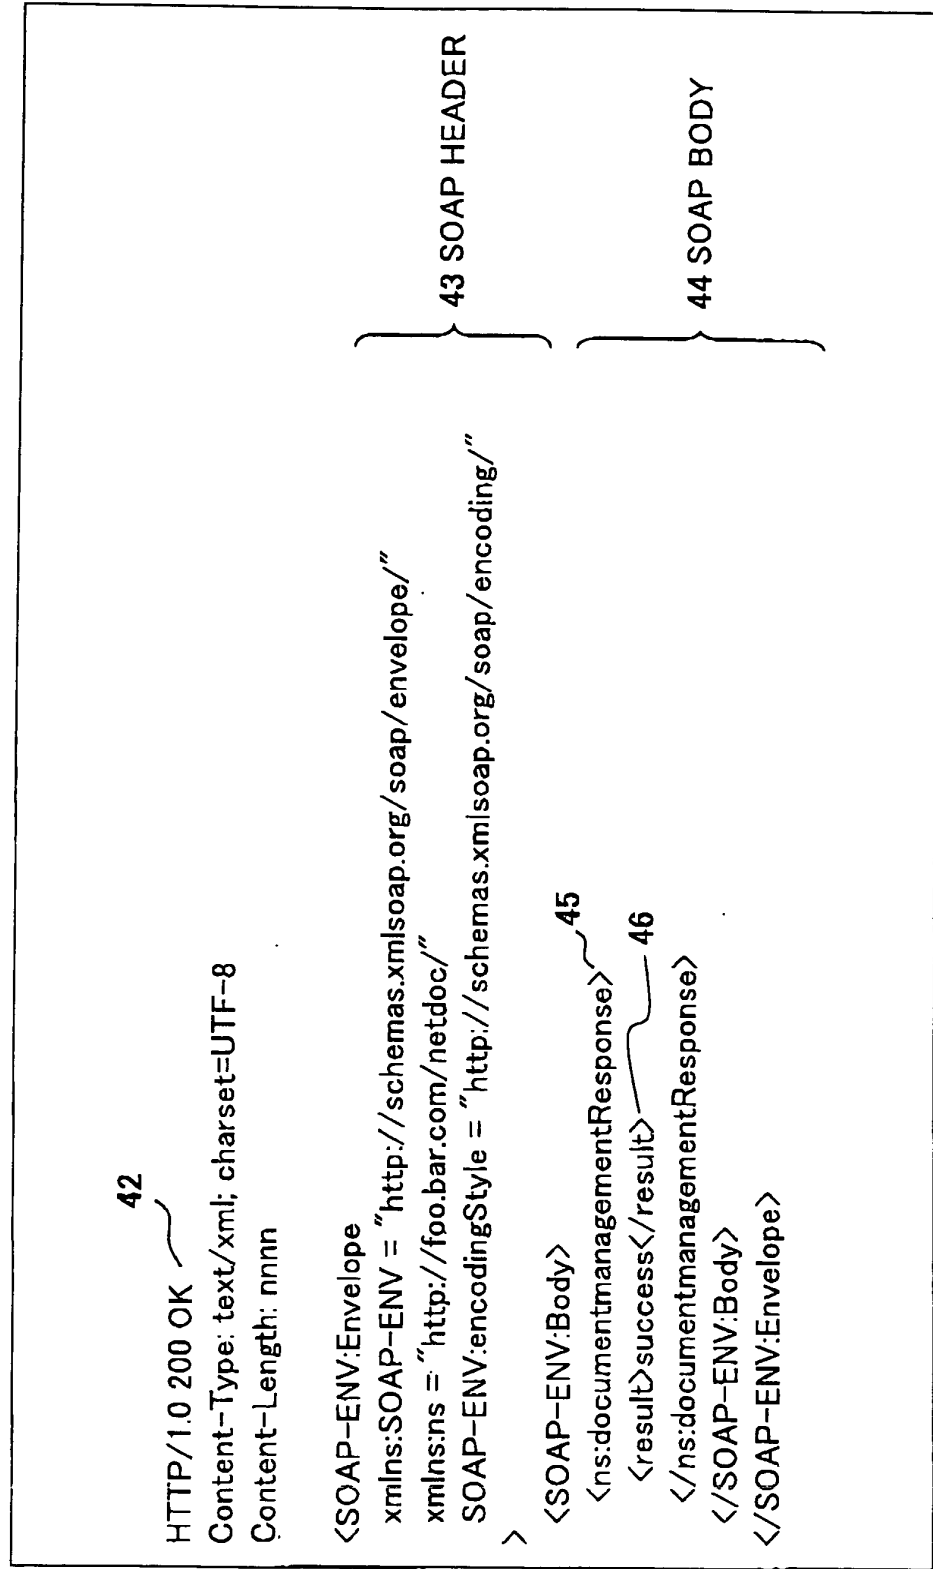 42
HTTP/1.0 200 OK
Content-Type: text/xml; charset=UTF-8
Content-Length: nnnn
<SOAP-ENV:Envelope
xmlns:SOAP-ENV = "http://schemas.xmlsoap.org/soap/envelope/"
xmlns:ns = "http://foo.bar.com/netdoc/"
SOAP-ENV:encodingStyle = "http://schemas.xmlsoap.org/soap/encoding/"
>
43 SOAP HEADER
<SOAP-ENV:Body>
<ns:documentmanagementResponse> 45
<result>success</result> 46
</ns:documentmanagementResponse>
</SOAP-ENV:Body>
</SOAP-ENV:Envelope>
44 SOAP BODY